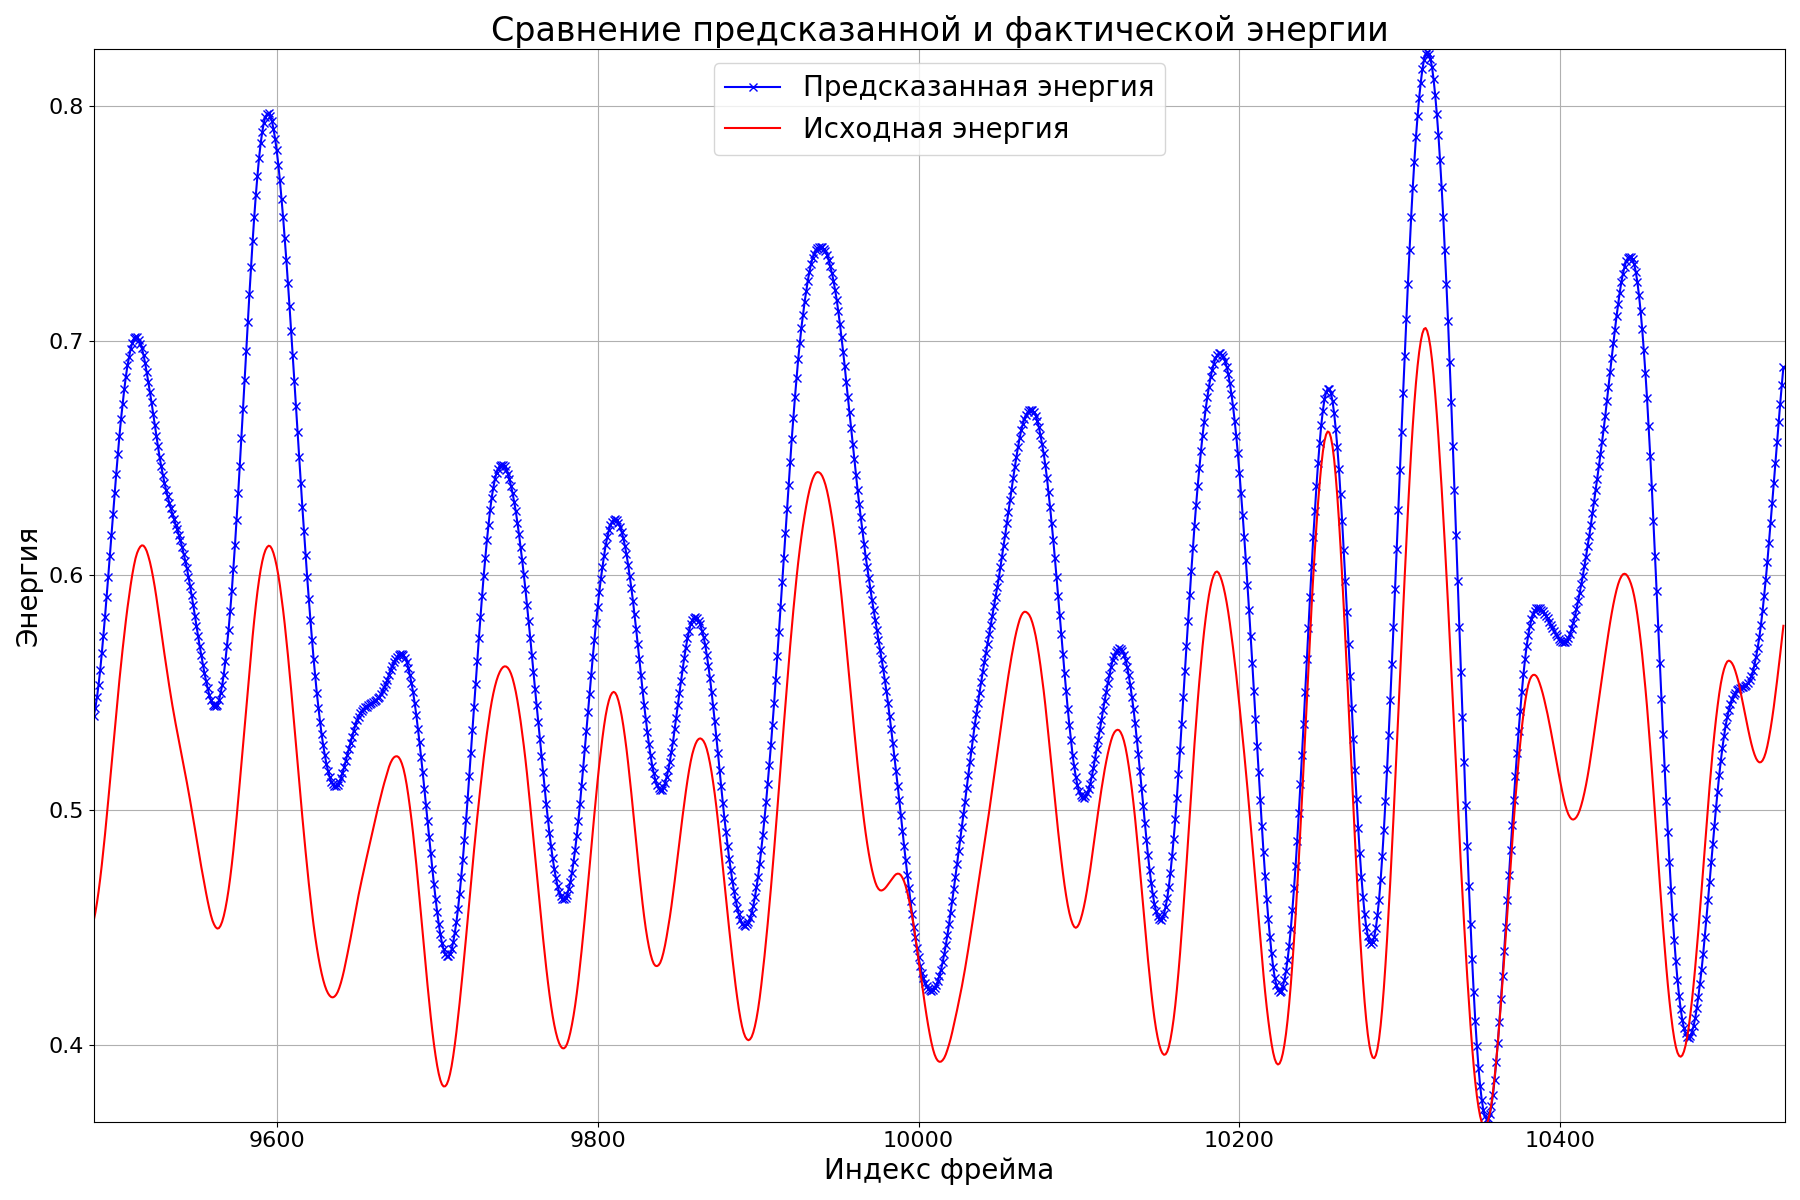 Сравнение предсказанной и фактической энергии
Предсказанная энергия
Исходная энергия
0.8
0.7
0.6
0.5
0.4
Энергия
9600 9800 10000 10200 10400
Индекс фрейма